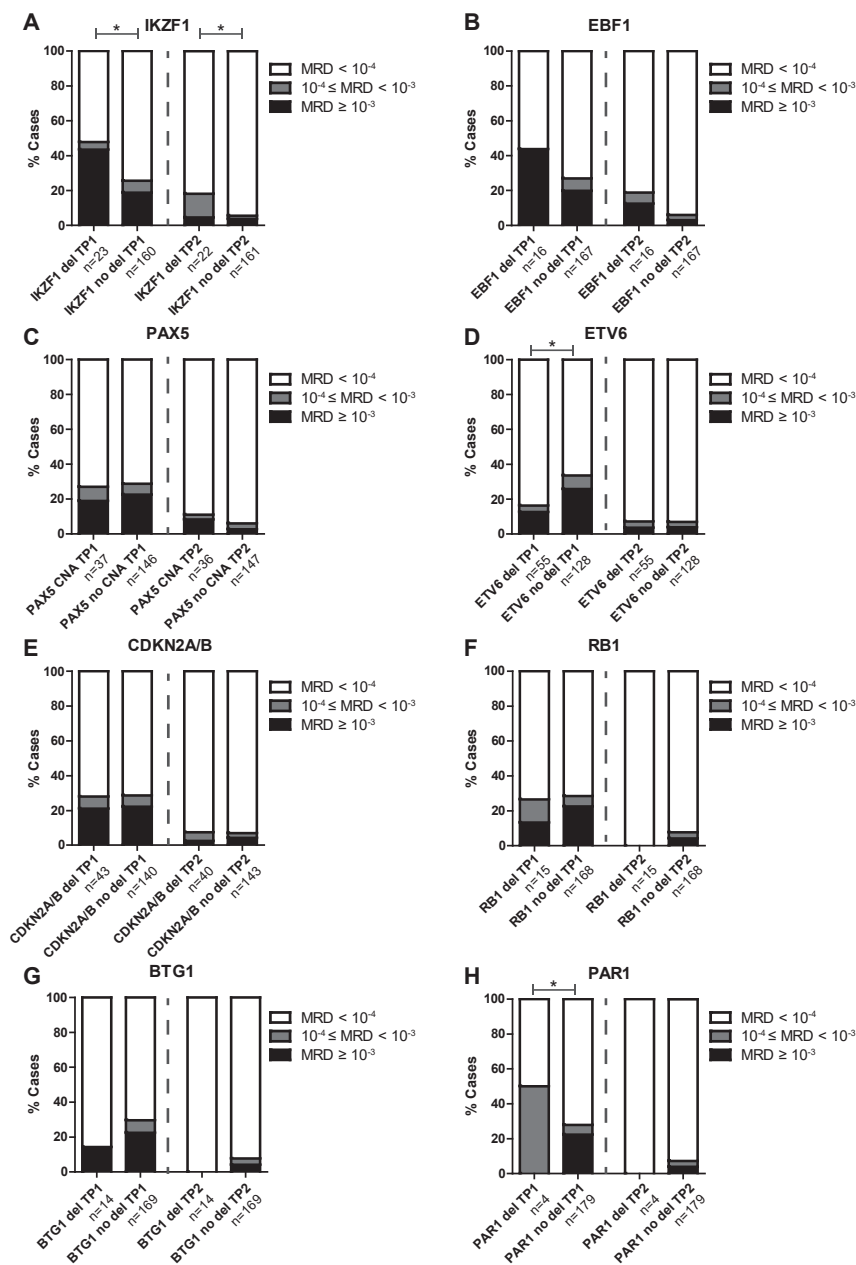 A
IKZF1
*
*
100
80
60
40
20
0
% Cases
MRD < 10⁻⁴
10⁻⁴ ≤ MRD < 10⁻³
MRD ≥ 10⁻³
IKZF1 del TP1
n=23
IKZF1 no del TP1
n=160
IKZF1 del TP2
n=22
IKZF1 no del TP2
n=161
B
EBF1
100
80
60
40
20
0
% Cases
MRD < 10⁻⁴
10⁻⁴ ≤ MRD < 10⁻³
MRD ≥ 10⁻³
EBF1 del TP1
n=16
EBF1 no del TP1
n=167
EBF1 del TP2
n=16
EBF1 no del TP2
n=167
C
PAX5
100
80
60
40
20
0
% Cases
MRD < 10⁻⁴
10⁻⁴ ≤ MRD < 10⁻³
MRD ≥ 10⁻³
PAX5 CNA TP1
n=37
PAX5 no CNA TP1
n=146
PAX5 CNA TP2
n=36
PAX5 no CNA TP2
n=147
D
ETV6
*
100
80
60
40
20
0
% Cases
MRD < 10⁻⁴
10⁻⁴ ≤ MRD < 10⁻³
MRD ≥ 10⁻³
ETV6 del TP1
n=55
ETV6 no del TP1
n=128
ETV6 del TP2
n=55
ETV6 no del TP2
n=128
E
CDKN2A/B
100
80
60
40
20
0
% Cases
MRD < 10⁻⁴
10⁻⁴ ≤ MRD < 10⁻³
MRD ≥ 10⁻³
CDKN2A/B del TP1
n=43
CDKN2A/B no del TP1
n=140
CDKN2A/B del TP2
n=40
CDKN2A/B no del TP2
n=143
F
RB1
100
80
60
40
20
0
% Cases
MRD < 10⁻⁴
10⁻⁴ ≤ MRD < 10⁻³
MRD ≥ 10⁻³
RB1 del TP1
n=15
RB1 no del TP1
n=168
RB1 del TP2
n=15
RB1 no del TP2
n=168
G
BTG1
100
80
60
40
20
0
% Cases
MRD < 10⁻⁴
10⁻⁴ ≤ MRD < 10⁻³
MRD ≥ 10⁻³
BTG1 del TP1
n=14
BTG1 no del TP1
n=169
BTG1 del TP2
n=14
BTG1 no del TP2
n=169
H
PAR1
*
100
80
60
40
20
0
% Cases
MRD < 10⁻⁴
10⁻⁴ ≤ MRD < 10⁻³
MRD ≥ 10⁻³
PAR1 del TP1
n=4
PAR1 no del TP1
n=179
PAR1 del TP2
n=4
PAR1 no del TP2
n=179